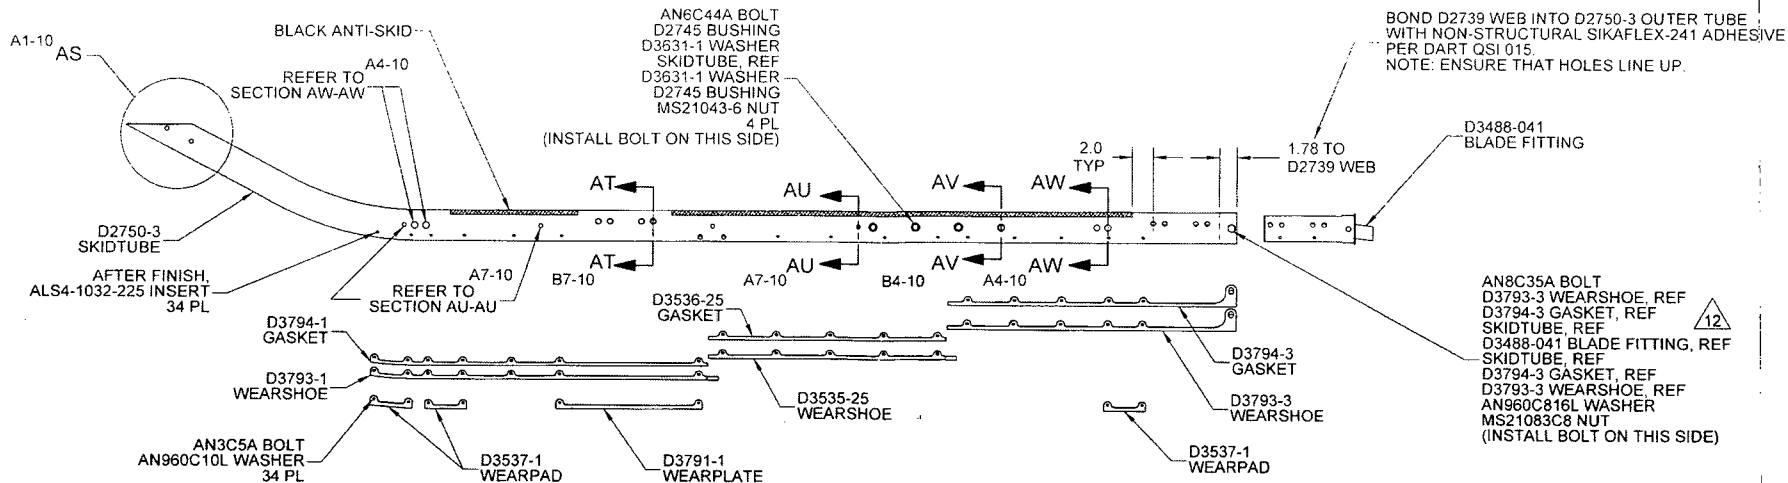 A1-10
AS
BLACK ANTI-SKID
A4-10
REFER TO
SECTION AW-AW
AN6C44A BOLT
D2745 BUSHING
D3631-1 WASHER
SKIDTUBE, REF
D3631-1 WASHER
D2745 BUSHING
MS21043-6 NUT
4 PL
(INSTALL BOLT ON THIS SIDE)
BOND D2739 WEB INTO D2750-3 OUTER TUBE
WITH NON-STRUCTURAL SIKAFLEX-241 ADHESIVE
PER DART QSI 015.
NOTE: ENSURE THAT HOLES LINE UP.
D3488-041
BLADE FITTING
2.0
TYP
1.78 TO
D2739 WEB
AT
AU
AV
AW
D2750-3
SKIDTUBE
AFTER FINISH,
ALS4-1032-225 INSERT
34 PL
A7-10
REFER TO
SECTION AU-AU
AT
B7-10
AU
A7-10
AV
B4-10
AW
A4-10
D3794-1
GASKET
D3793-1
WEARSHOE
AN3C5A BOLT
AN960C10L WASHER
34 PL
D3537-1
WEARPAD
D3791-1
WEARPLATE
D3536-25
GASKET
D3535-25
WEARSHOE
D3794-3
GASKET
D3793-3
WEARSHOE
D3537-1
WEARPAD
AN8C35A BOLT
D3793-3 WEARSHOE, REF
D3794-3 GASKET, REF
SKIDTUBE, REF
D3488-041 BLADE FITTING, REF
SKIDTUBE, REF
D3794-3 GASKET, REF
D3793-3 WEARSHOE, REF
AN960C816L WASHER
MS21083C8 NUT
(INSTALL BOLT ON THIS SIDE)
12